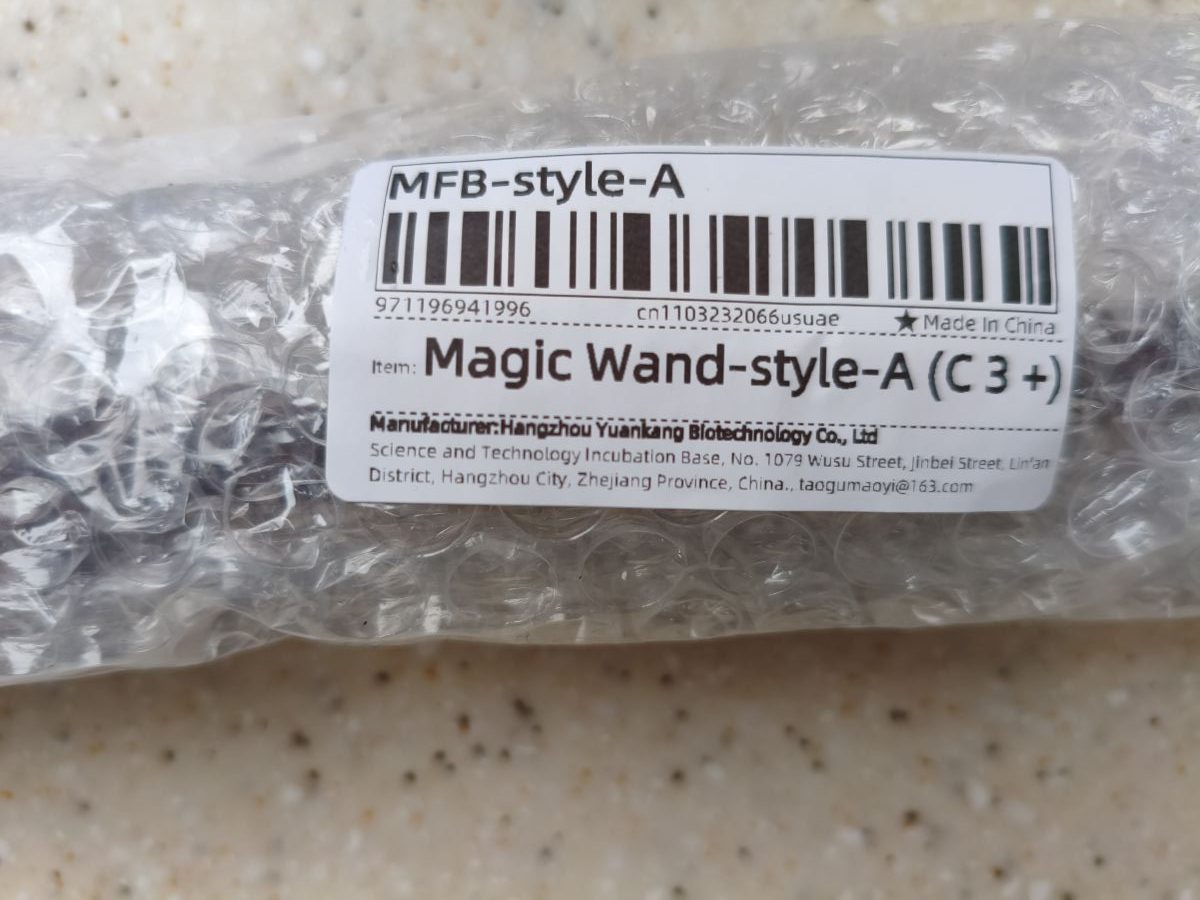 MFB-style-A
971196941996 cn1103232066usuae ★ Made In China
Item: Magic Wand-style-A (C 3 +)
Manufacturer:Hangzhou Yuankang Biotechnology Co., Ltd
Science and Technology Incubation Base, No. 1079 Wusu Street, Jinbei Street, Lin'an
District, Hangzhou City, Zhejiang Province, China., taogumaoyi@163.com